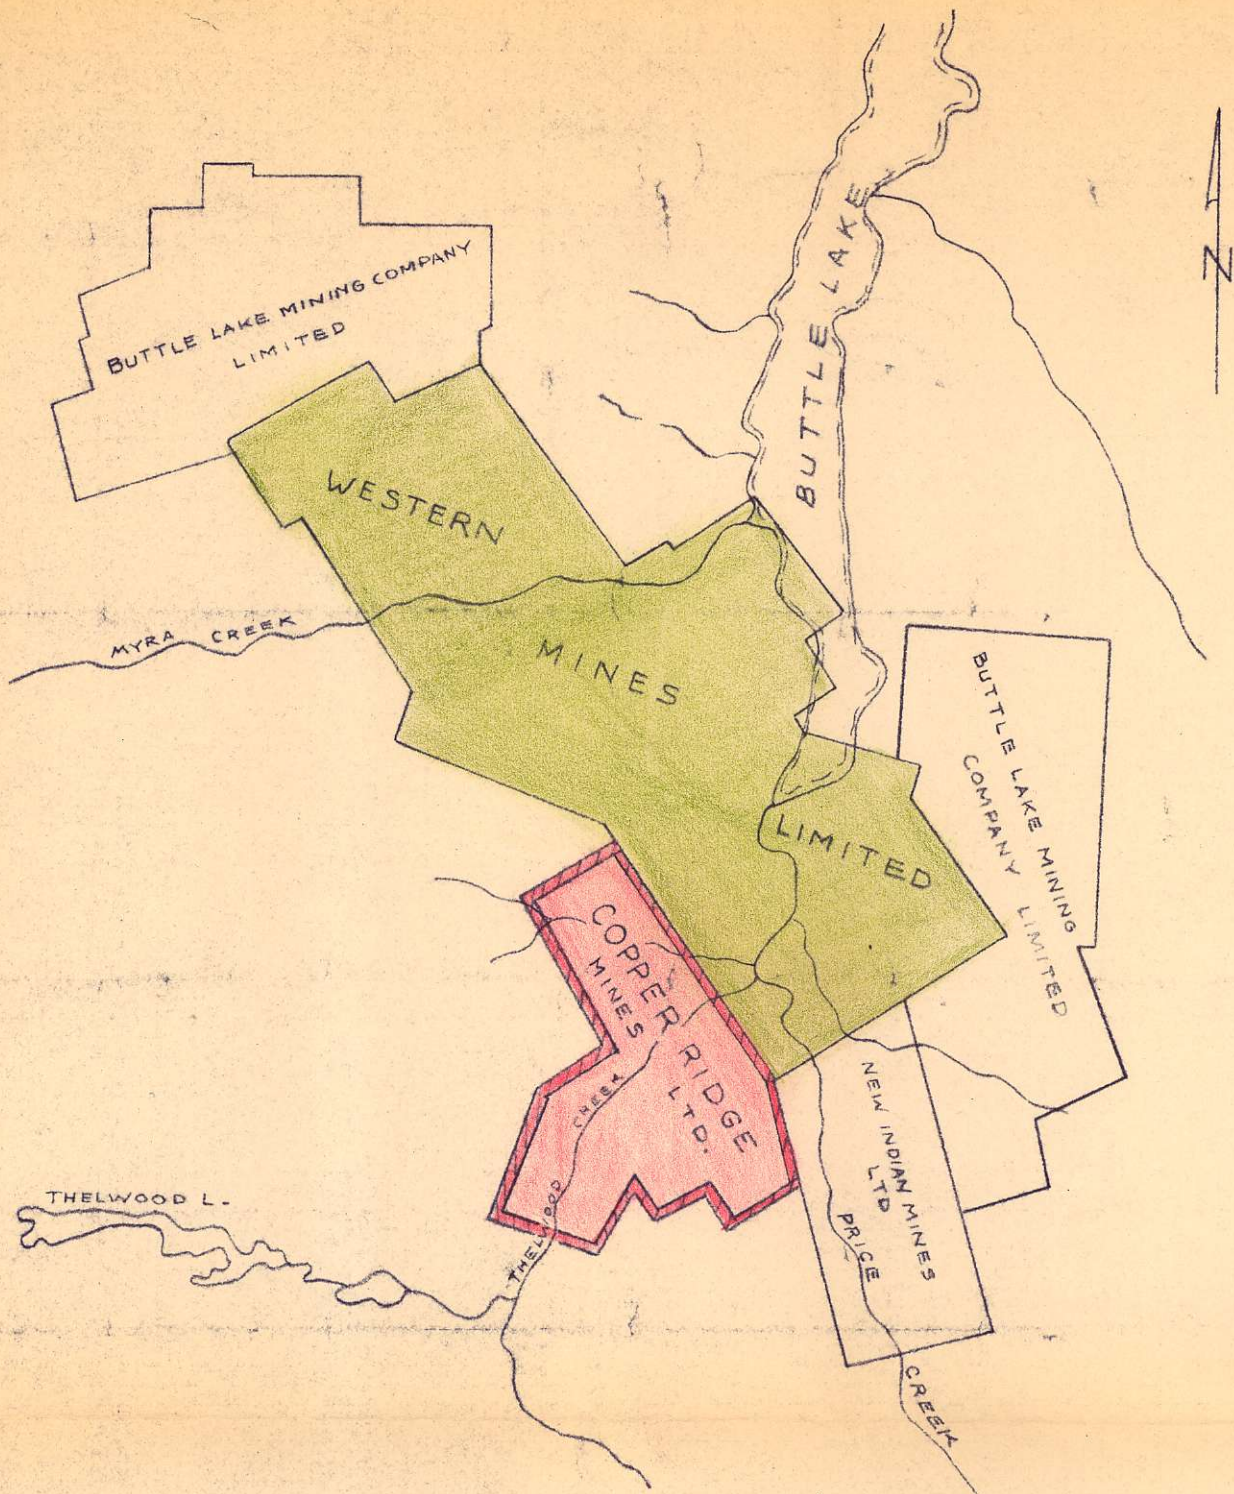 BUTTLE LAKE
N
BUTTLE LAKE MINING COMPANY
LIMITED
WESTERN
MINES
LIMITED
MYRA CREEK
BUTTLE LAKE MINING
COMPANY LIMITED
COPPER RIDGE
MINES
LTD.
THELWOOD CREEK
NEW INDIAN MINES
LTD
PRICE
CREEK
THELWOOD L.